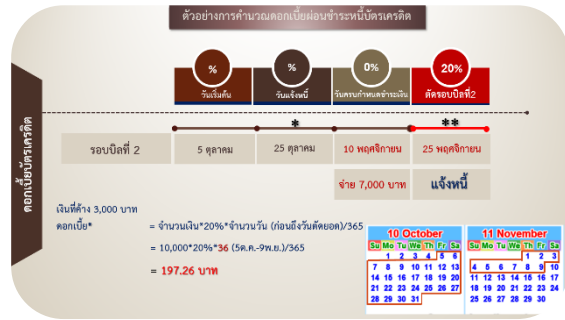 ตัวอย่างการคำนวณดอกเบี้ยผ่อนชำระหนี้บัตรเครดิต
% % 0% 20%
วันเริ่มต้น วันแจ้งหนี้ วันครบกำหนดชำระเงิน ตัดรอบบิลที่2
* **
ดอกเบี้ยบัตรเครดิต
รอบบิลที่ 2 5 ตุลาคม 25 ตุลาคม 10 พฤศจิกายน 25 พฤศจิกายน
จ่าย 7,000 บาท แจ้งหนี้
เงินที่ค้าง 3,000 บาท
ดอกเบี้ย* = จำนวนเงิน*20%*จำนวนวัน (ก่อนถึงวันตัดยอด)/365
= 10,000*20%*36 (5ต.ค.-9พ.ย.)/365
= 197.26 บาท
10 October
Su Mo Tu We Th Fr Sa
1 2 3 4 5 6
7 8 9 10 11 12 13
14 15 16 17 18 19 20
21 22 23 24 25 26 27
28 29 30 31
11 November
Su Mo Tu We Th Fr Sa
1 2 3
4 5 6 7 8 9 10
11 12 13 14 15 16 17
18 19 20 21 22 23 24
25 26 27 28 29 30